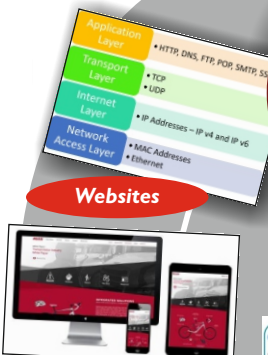 Application
Layer
• HTTP, DNS, FTP, POP, SMTP, SS
Transport
Layer
• TCP
• UDP
Internet
Layer
• IP Addresses – IP v4 and IP v6
Network
Access Layer
• MAC Addresses
• Ethernet
Websites